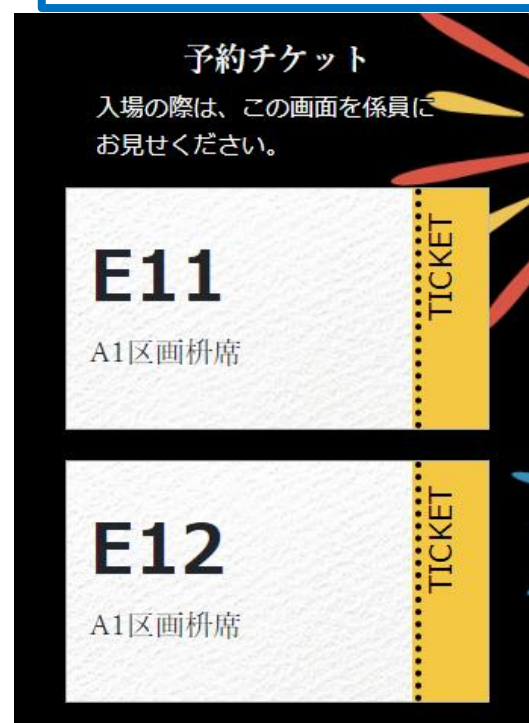 予約チケット
入場の際は、この画面を係員に
お見せください。
E11
A1区画枡席
TICKET
E12
A1区画枡席
TICKET